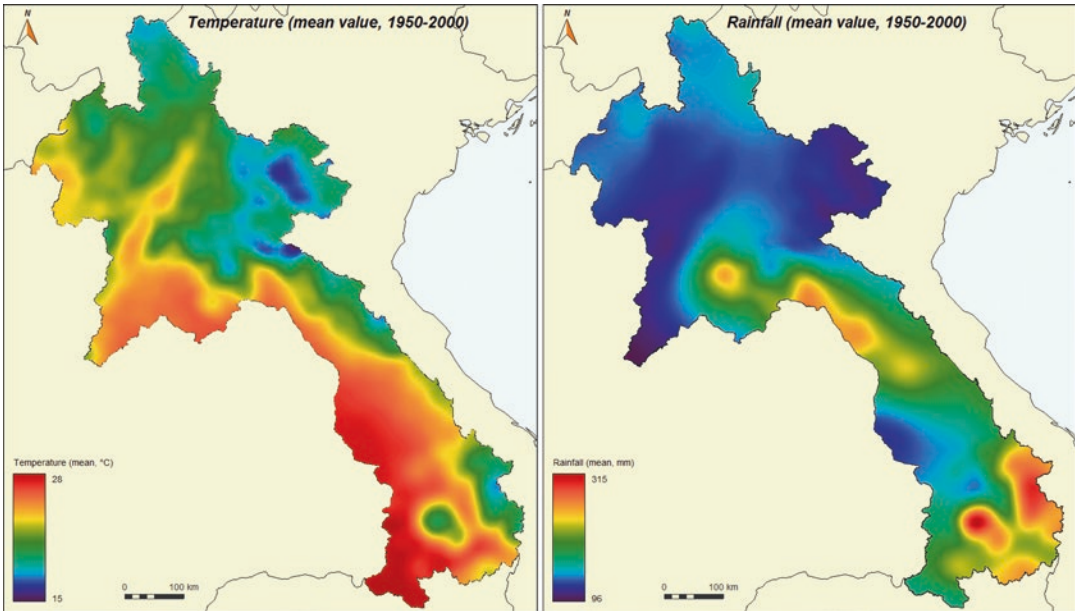 Temperature (mean value, 1950-2000)
Temperature (mean, °C)
28
15
0 100 km
Rainfall (mean value, 1950-2000)
Rainfall (mean, mm)
315
96
0 100 km